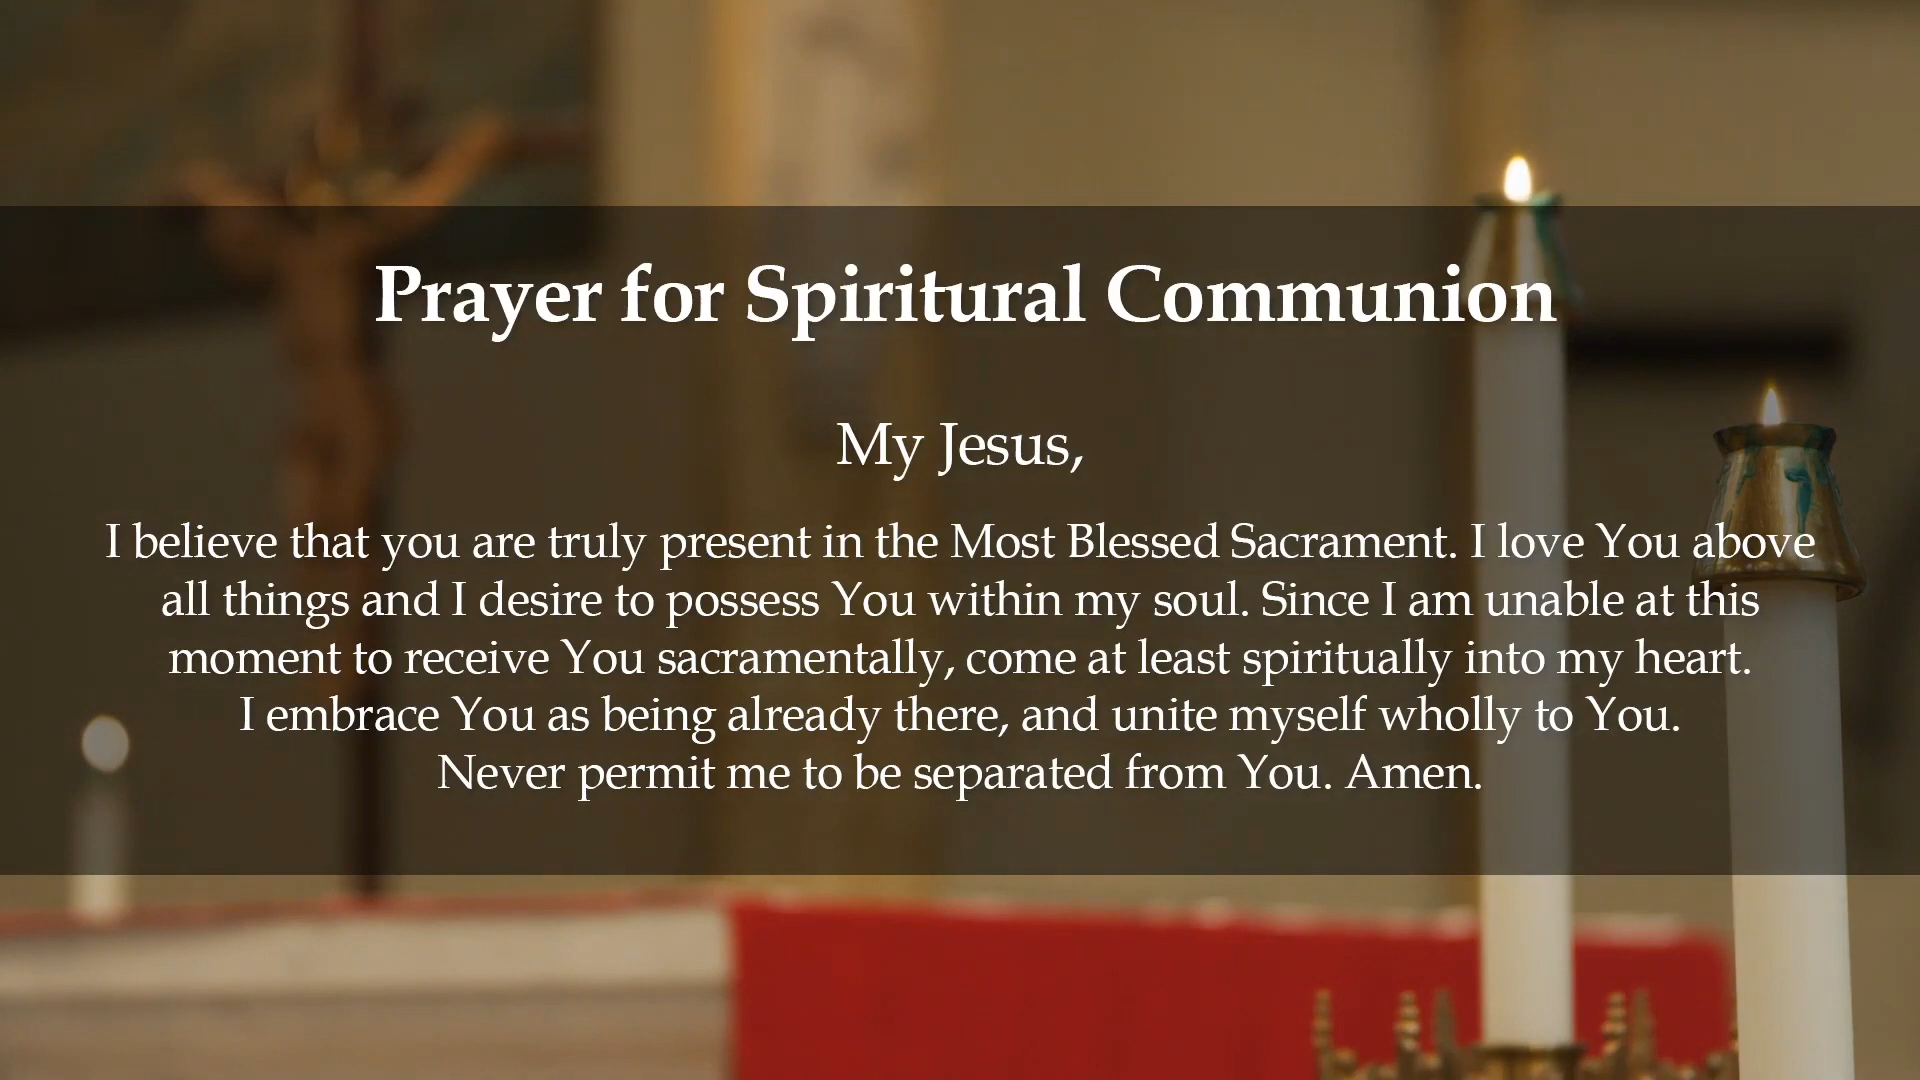 Prayer for Spiritural Communion
My Jesus,
I believe that you are truly present in the Most Blessed Sacrament. I love You above
all things and I desire to possess You within my soul. Since I am unable at this
moment to receive You sacramentally, come at least spiritually into my heart.
I embrace You as being already there, and unite myself wholly to You.
Never permit me to be separated from You. Amen.